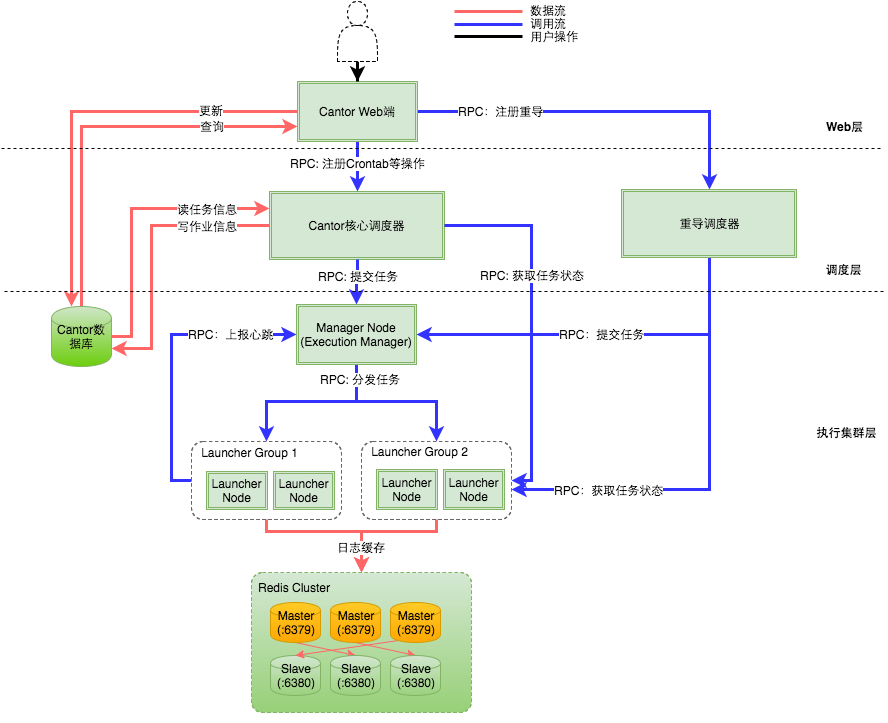 数据流
调用流
用户操作
Cantor Web端
更新
查询
RPC：注册重导
Web层
RPC: 注册Crontab等操作
读任务信息
写作业信息
Cantor核心调度器
重导调度器
RPC: 提交任务
RPC: 获取任务状态
调度层
Cantor数
据库
RPC：上报心跳
Manager Node
(Execution Manager)
RPC：提交任务
RPC: 分发任务
执行集群层
Launcher Group 1
Launcher
Node
Launcher
Node
Launcher Group 2
Launcher
Node
Launcher
Node
RPC：获取任务状态
日志缓存
Redis Cluster
Master
(:6379)
Master
(:6379)
Master
(:6379)
Slave
(:6380)
Slave
(:6380)
Slave
(:6380)